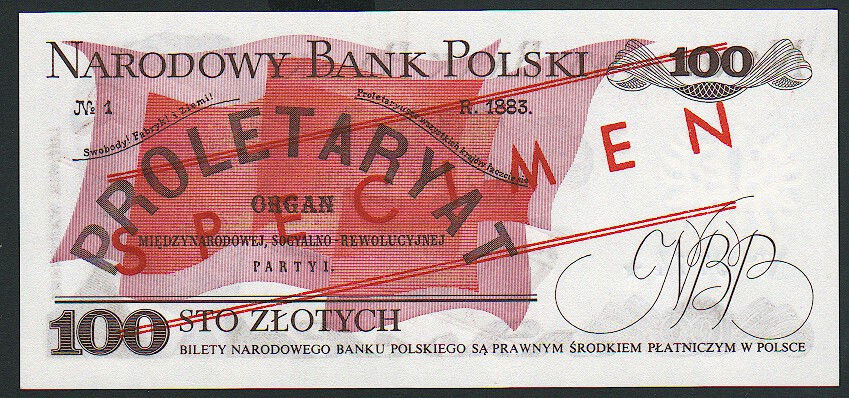 NARODOWY BANK POLSKI 100
№ 1 R. 1883.
Swobody! Fabryk i ziemi!
Proletaryusze wszystkich krajów łączcie się
PROLETARYAT
SPECIMEN
ORGAN
MIĘDZYNARODOWEJ, SOCYALNO-REWOLUCYJNEJ
PARTYI.
NBP
100 STO ZŁOTYCH
BILETY NARODOWEGO BANKU POLSKIEGO SĄ PRAWNYM ŚRODKIEM PŁATNICZYM W POLSCE